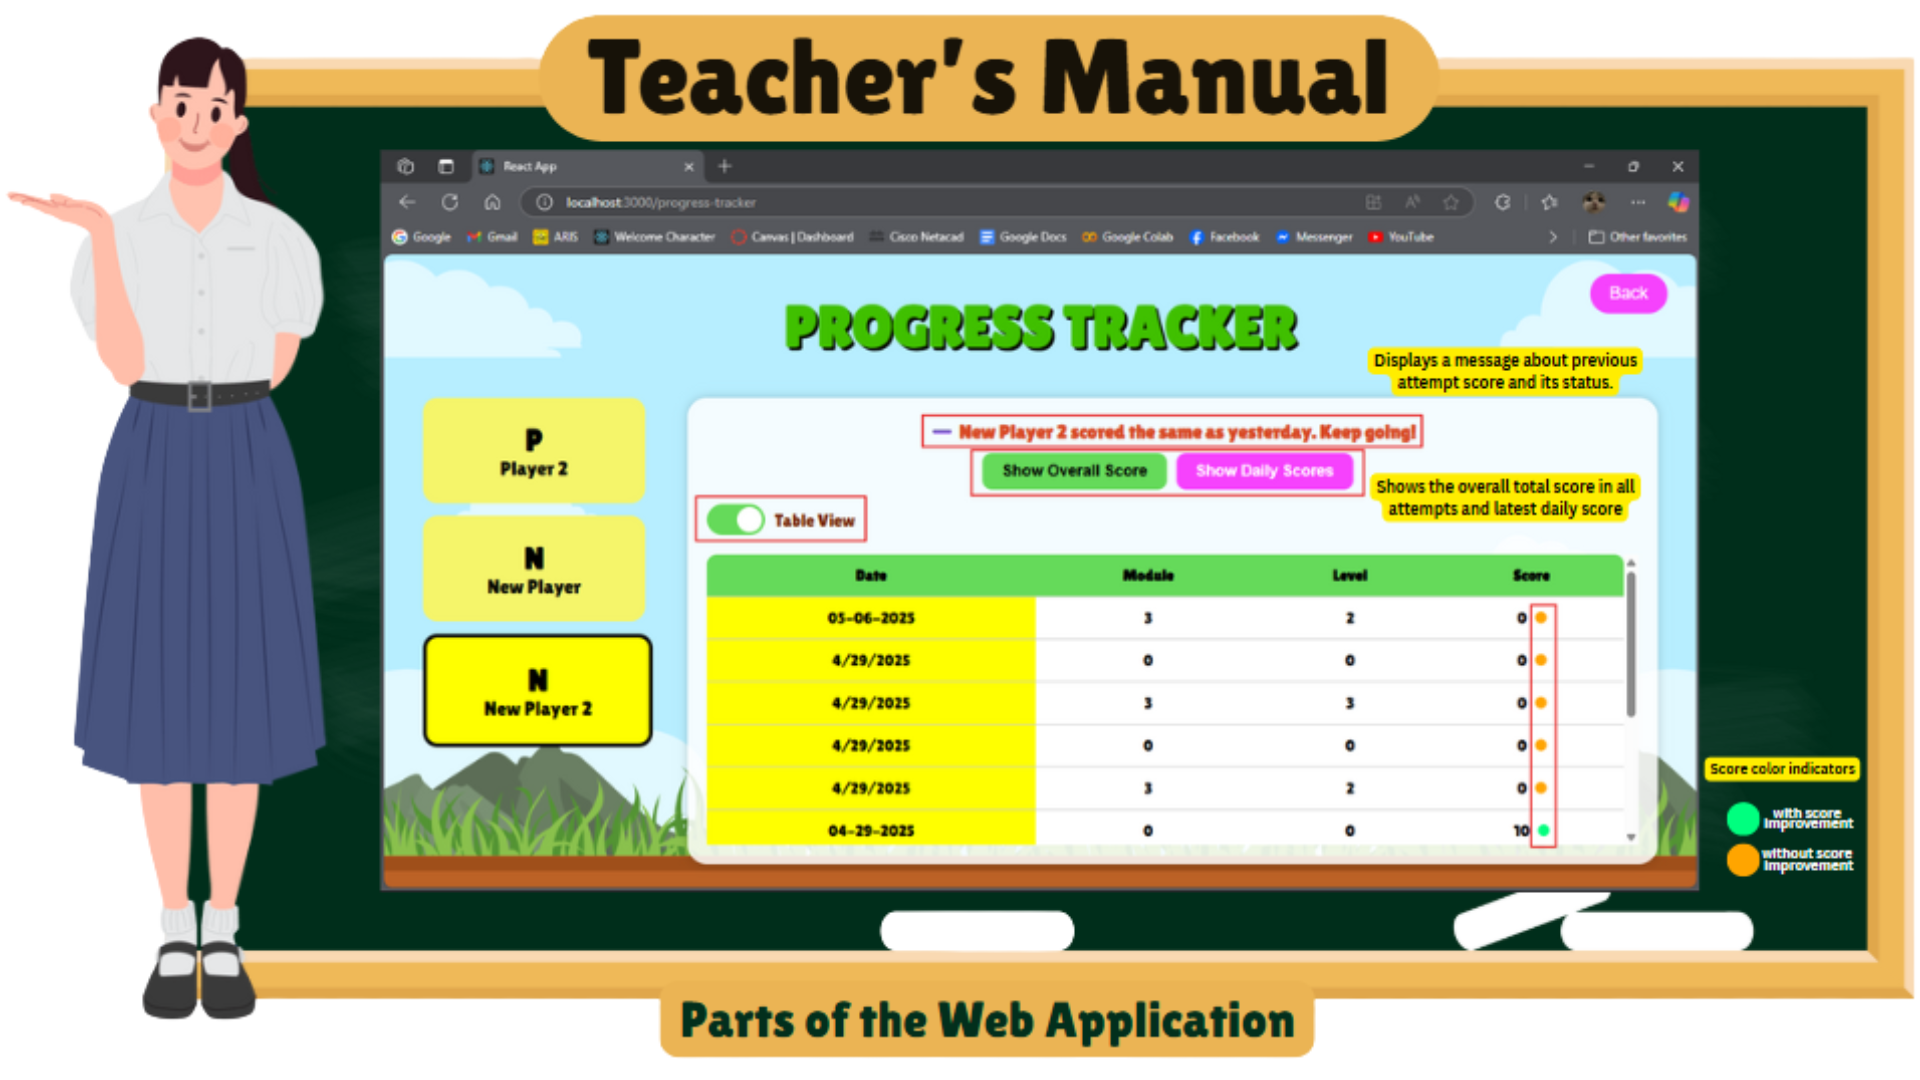 Teacher's Manual
React App
localhost:3000/progress-tracker
Google Gmail ARIS Welcome Character Canvas | Dashboard Cisco Netacad Google Docs Google Colab Facebook Messenger YouTube Other favorites
Back
PROGRESS TRACKER
Displays a message about previous
attempt score and its status.
P
Player 2
N
New Player
N
New Player 2
New Player 2 scored the same as yesterday. Keep going!
Show Overall Score Show Daily Scores
Shows the overall total score in all
attempts and latest daily score
Table View
Date Module Level Score
05-06-2025 3 2 0
4/29/2025 0 0 0
4/29/2025 3 3 0
4/29/2025 0 0 0
4/29/2025 3 2 0
04-29-2025 0 0 10
Score color indicators
with score
improvement
without score
improvement
Parts of the Web Application